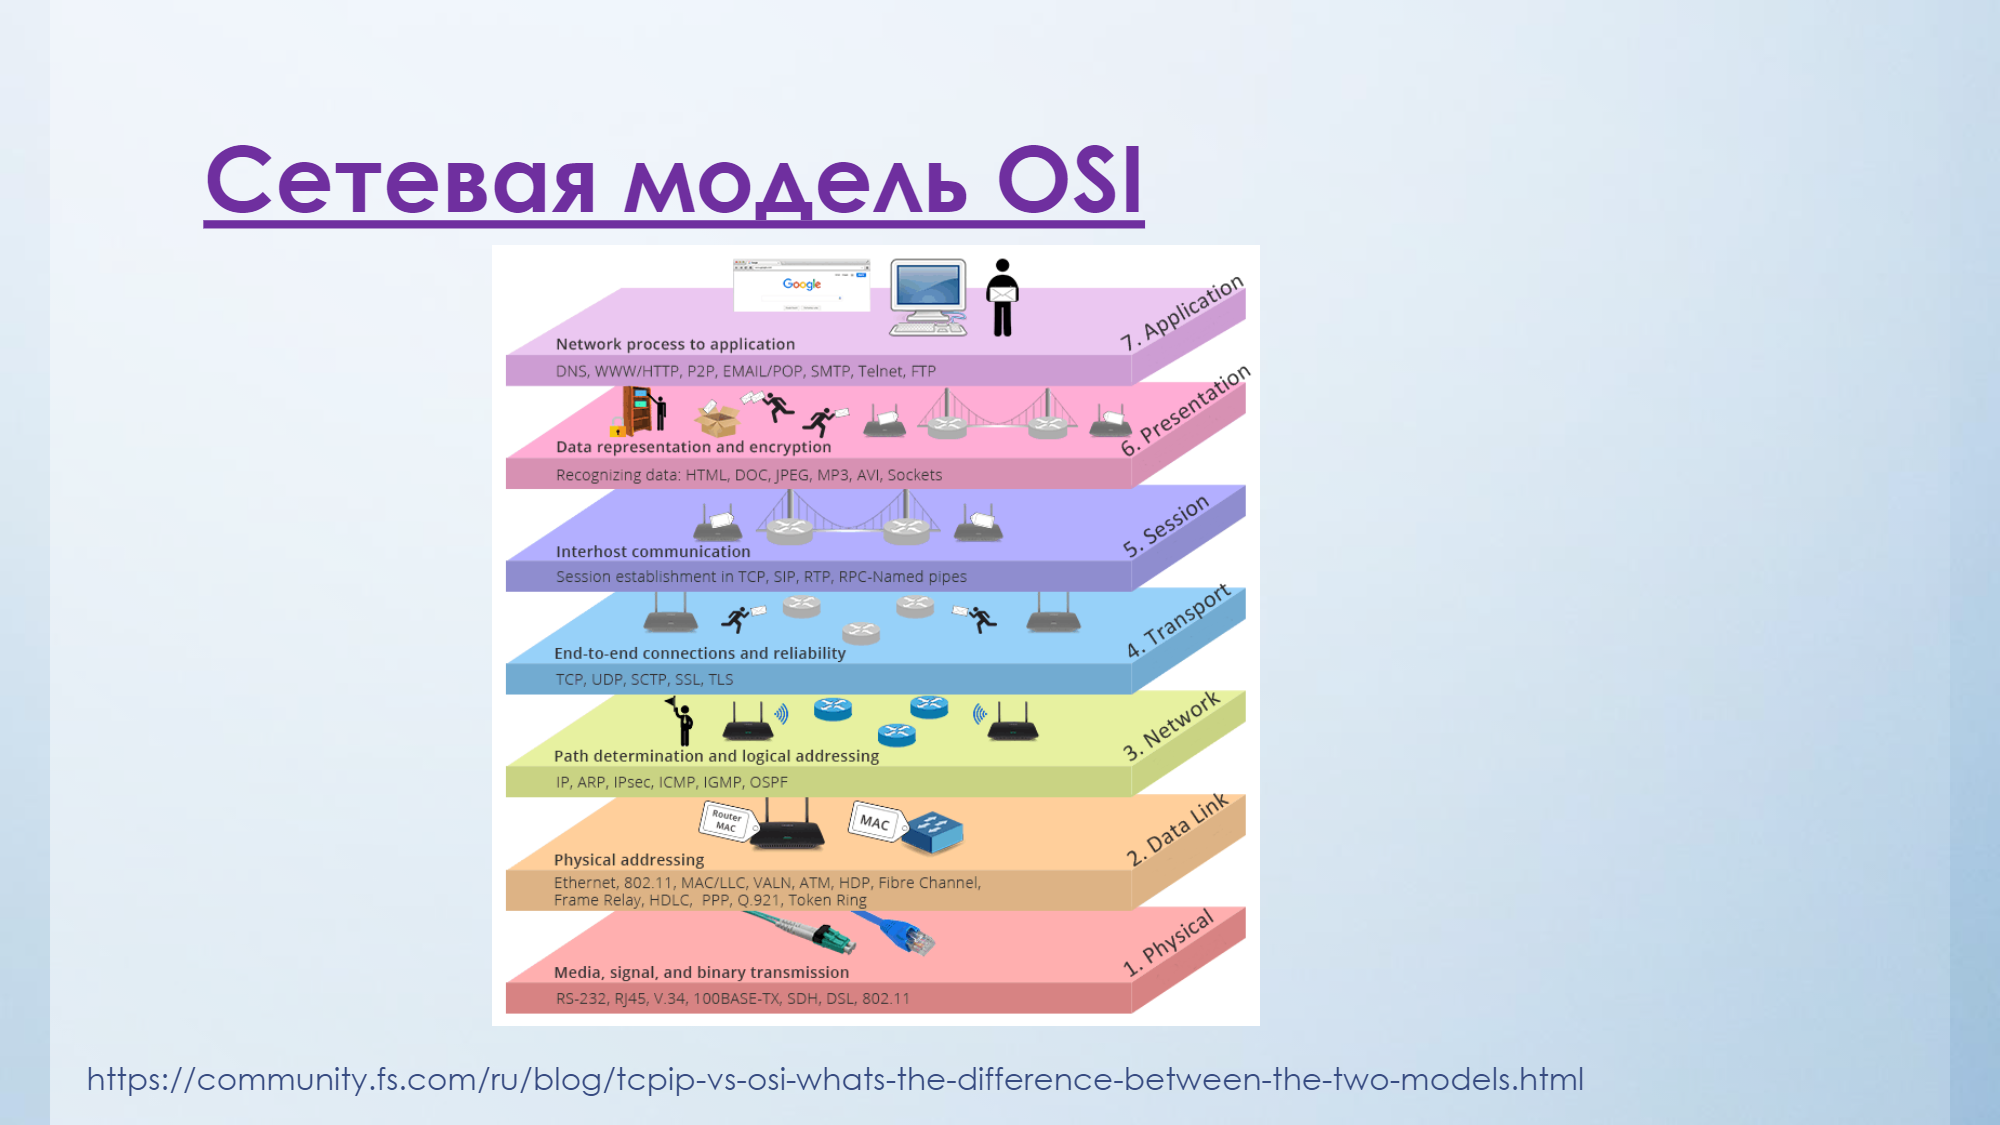 Сетевая модель OSI
Google
7. Application
Network process to application
DNS, WWW/HTTP, P2P, EMAIL/POP, SMTP, Telnet, FTP
6. Presentation
Data representation and encryption
Recognizing data: HTML, DOC, JPEG, MP3, AVI, Sockets
5. Session
Interhost communication
Session establishment in TCP, SIP, RTP, RPC-Named pipes
4. Transport
End-to-end connections and reliability
TCP, UDP, SCTP, SSL, TLS
3. Network
Path determination and logical addressing
IP, ARP, IPsec, ICMP, IGMP, OSPF
Router
MAC
MAC
2. Data Link
Physical addressing
Ethernet, 802.11, MAC/LLC, VALN, ATM, HDP, Fibre Channel,
Frame Relay, HDLC, PPP, Q.921, Token Ring
1. Physical
Media, signal, and binary transmission
RS-232, RJ45, V.34, 100BASE-TX, SDH, DSL, 802.11
https://community.fs.com/ru/blog/tcpip-vs-osi-whats-the-difference-between-the-two-models.html